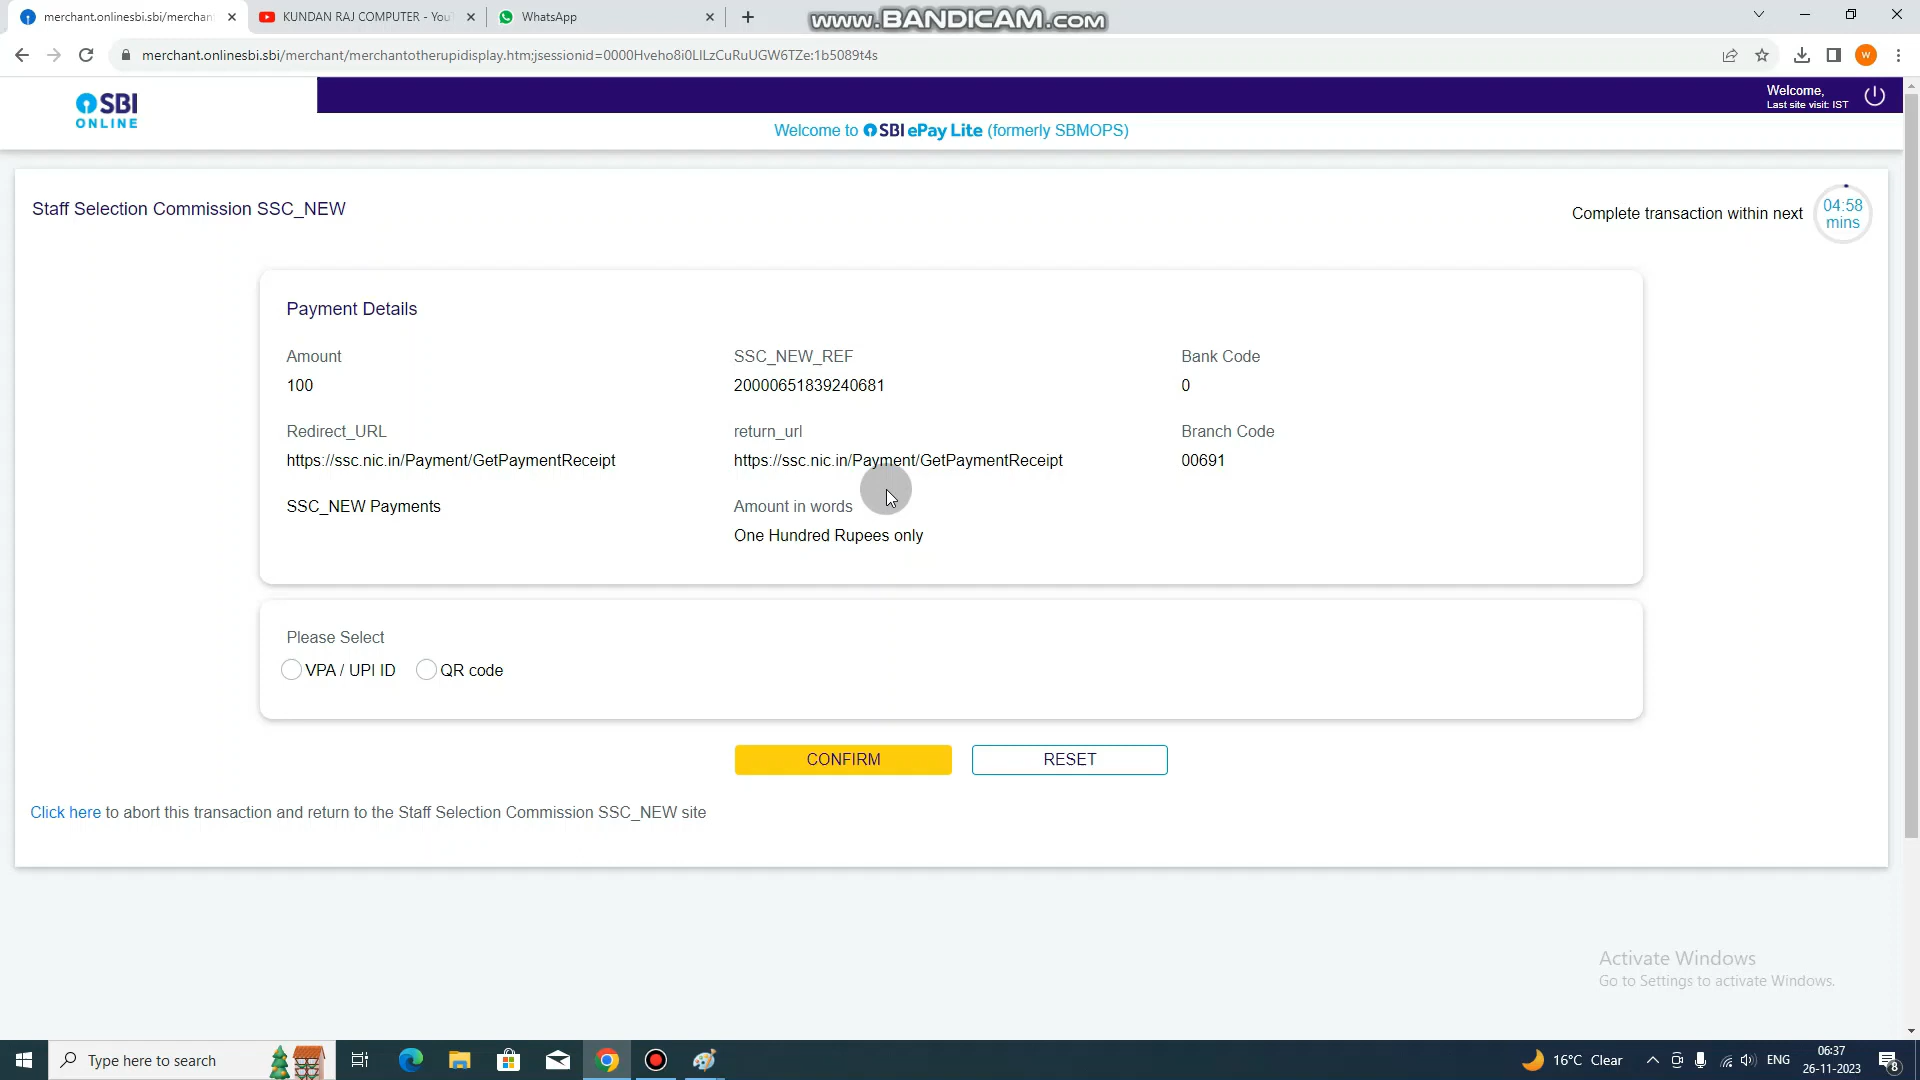 merchant.onlinesbi.sbi/merchan
KUNDAN RAJ COMPUTER - You
WhatsApp
www.BANDICAM.com
merchant.onlinesbi.sbi/merchant/merchantotherupidisplay.htm;jsessionid=0000Hveho8i0LILzCuRuUGW6TZe:1b5089t4s
W
SBI
ONLINE
Welcome,
Last site visit: IST
Welcome to SBI ePay Lite (formerly SBMOPS)
Staff Selection Commission SSC_NEW
Complete transaction within next
04:58
mins
Payment Details
Amount
100
SSC_NEW_REF
20000651839240681
Bank Code
0
Redirect_URL
https://ssc.nic.in/Payment/GetPaymentReceipt
return_url
https://ssc.nic.in/Payment/GetPaymentReceipt
Branch Code
00691
SSC_NEW Payments
Amount in words
One Hundred Rupees only
Please Select
VPA / UPI ID
QR code
CONFIRM
RESET
Click here to abort this transaction and return to the Staff Selection Commission SSC_NEW site
Activate Windows
Go to Settings to activate Windows.
Type here to search
16°C Clear
ENG
06:37
26-11-2023
8